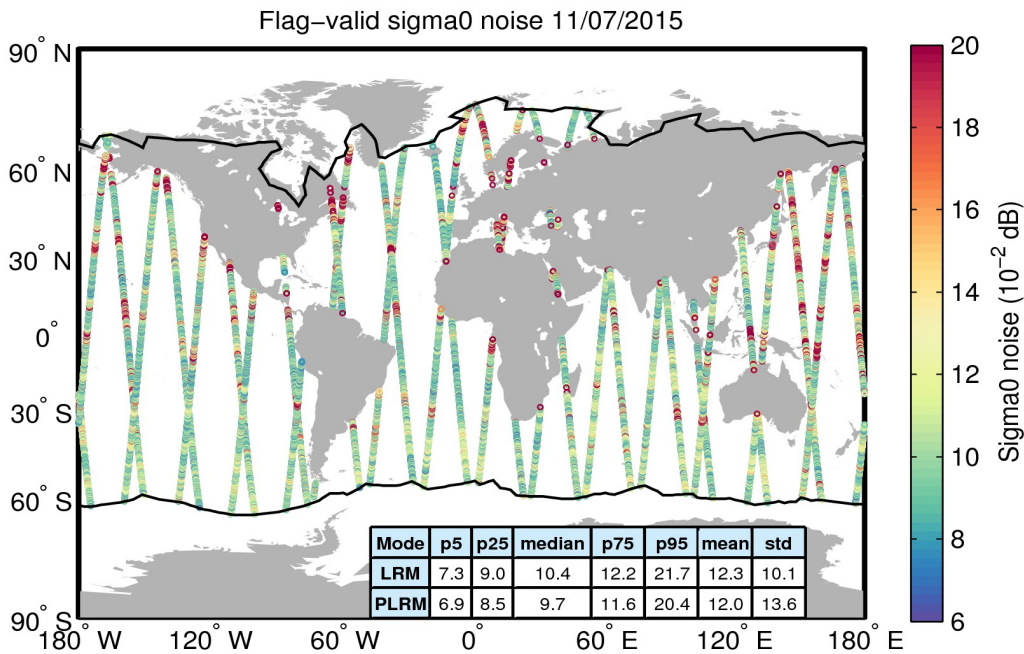 Flag−valid sigma0 noise 11/07/2015
90° N
60° N
30° N
0°
30° S
60° S
90° S
180° W 120° W 60° W 0° 60° E 120° E 180° E
Mode p5 p25 median p75 p95 mean std
LRM 7.3 9.0 10.4 12.2 21.7 12.3 10.1
PLRM 6.9 8.5 9.7 11.6 20.4 12.0 13.6
20
18
16
14
12
10
8
6
Sigma0 noise (10⁻² dB)